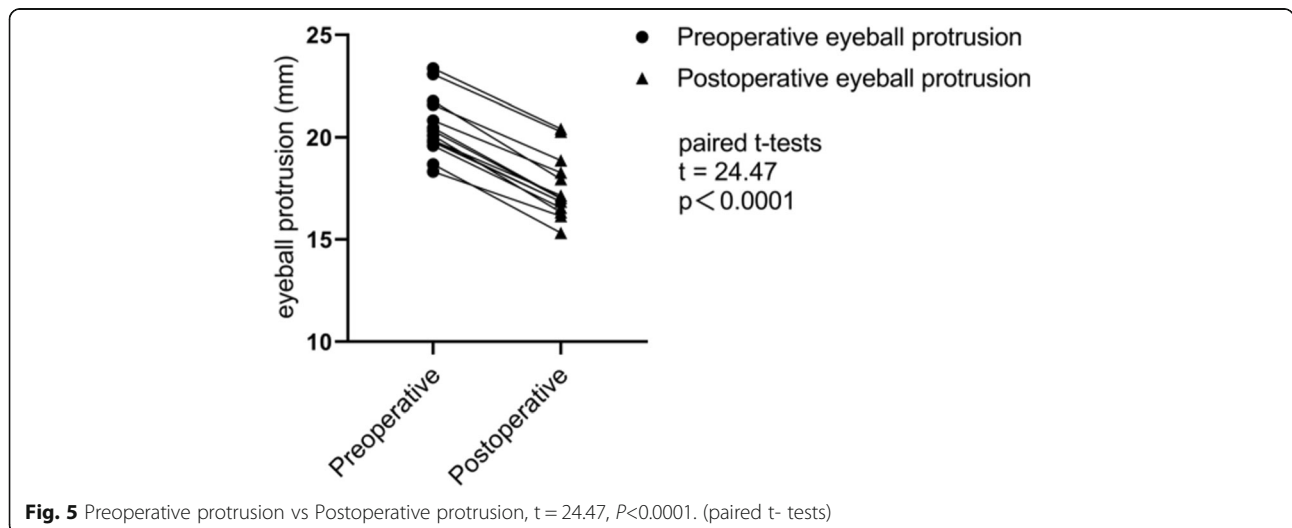 25
20
15
10
eyeball protrusion (mm)
Preoperative
Postoperative
Preoperative eyeball protrusion
Postoperative eyeball protrusion
paired t-tests
t = 24.47
p<0.0001
Fig. 5 Preoperative protrusion vs Postoperative protrusion, t = 24.47, P<0.0001. (paired t- tests)